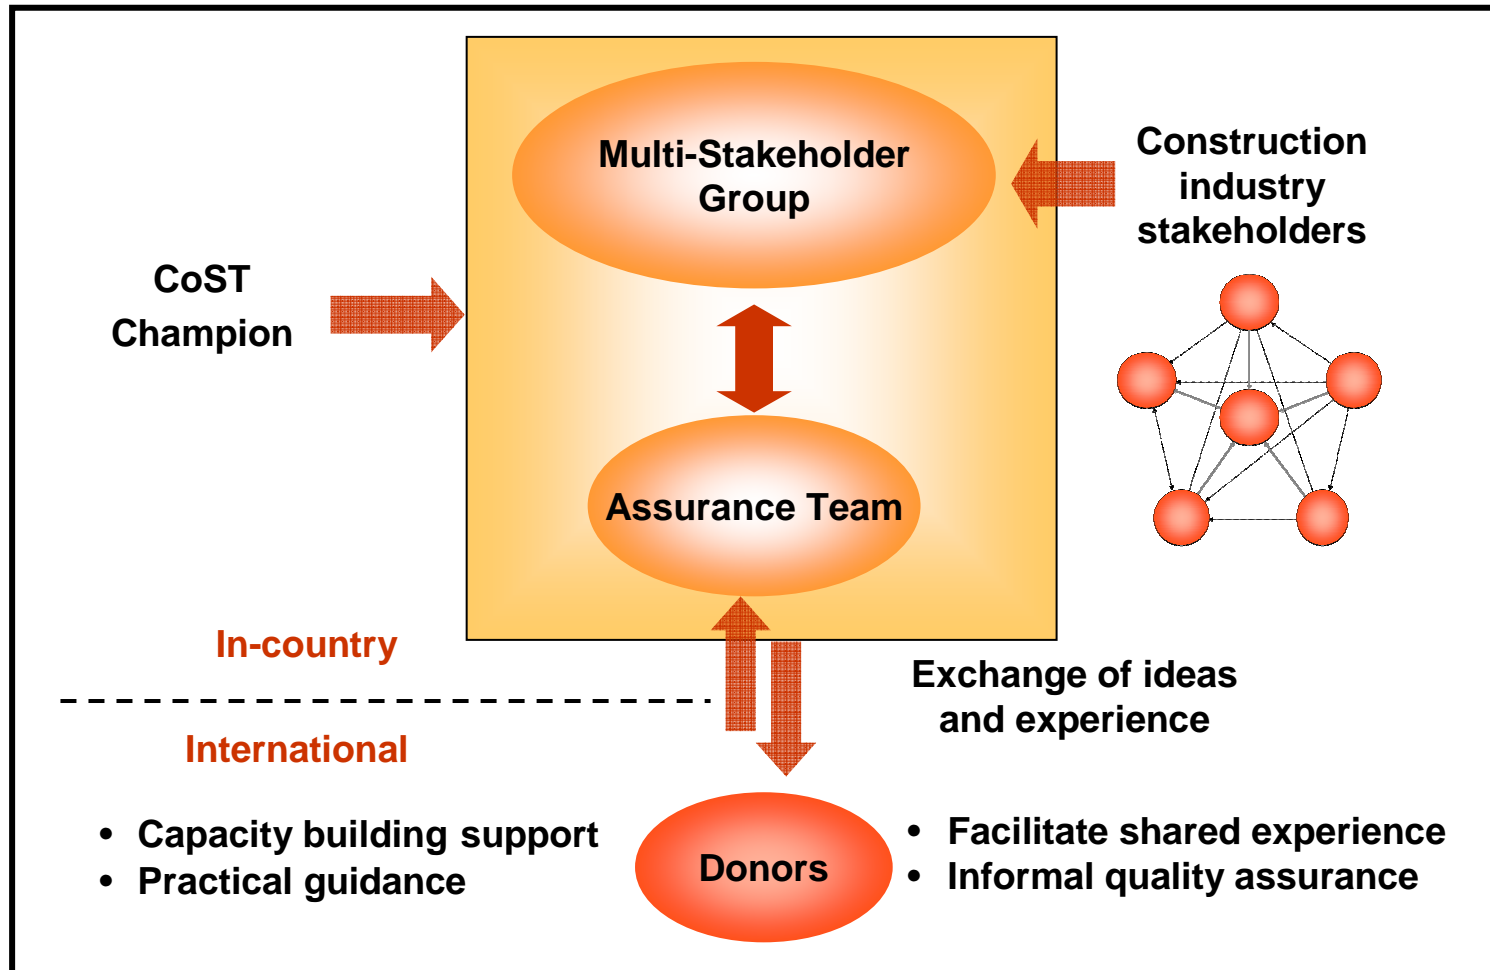 Multi-Stakeholder
Group
Construction
industry
stakeholders
CoST
Champion
Assurance Team
In-country
International
Exchange of ideas
and experience
• Capacity building support
• Practical guidance
Donors
• Facilitate shared experience
• Informal quality assurance